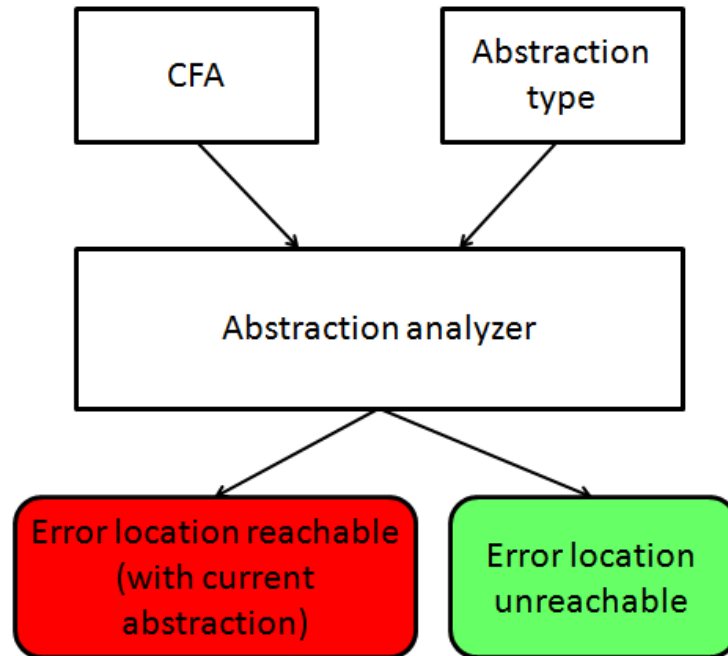 CFA
Abstraction
type
Abstraction analyzer
Error location reachable
(with current
abstraction)
Error location
unreachable